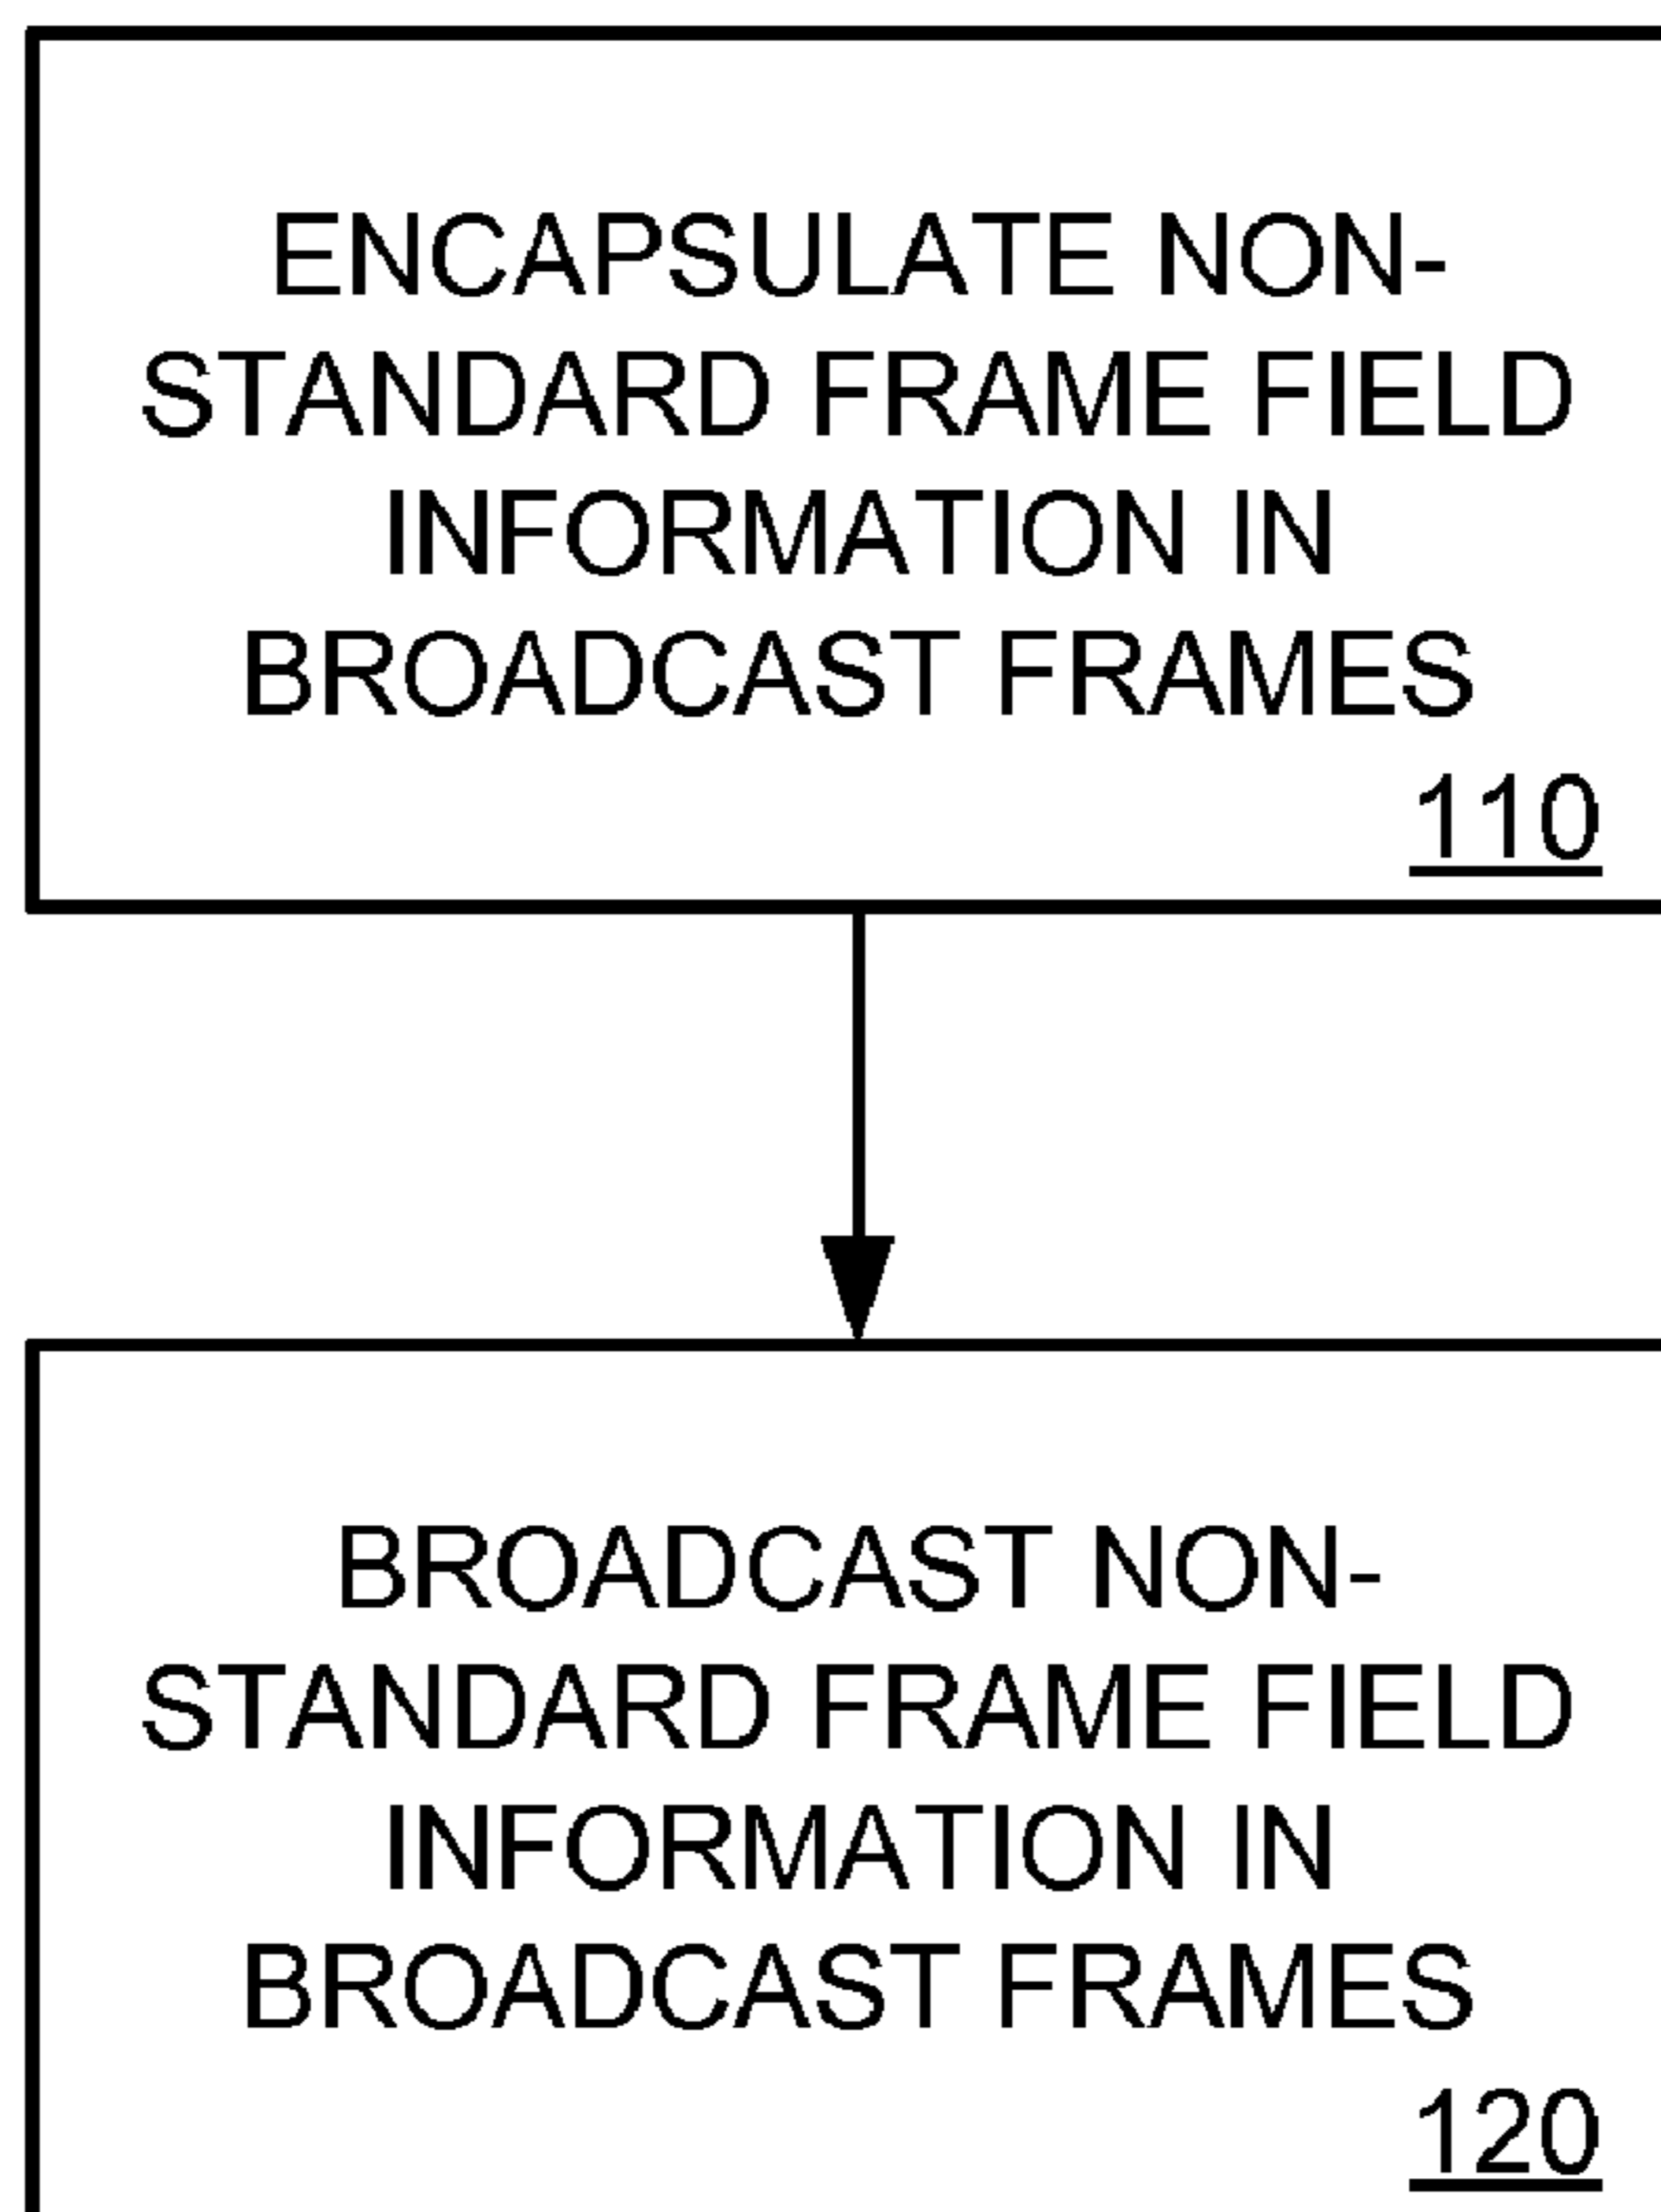 ENCAPSULATE NON-
STANDARD FRAME FIELD
INFORMATION IN
BROADCAST FRAMES
110
BROADCAST NON-
STANDARD FRAME FIELD
INFORMATION IN
BROADCAST FRAMES
120